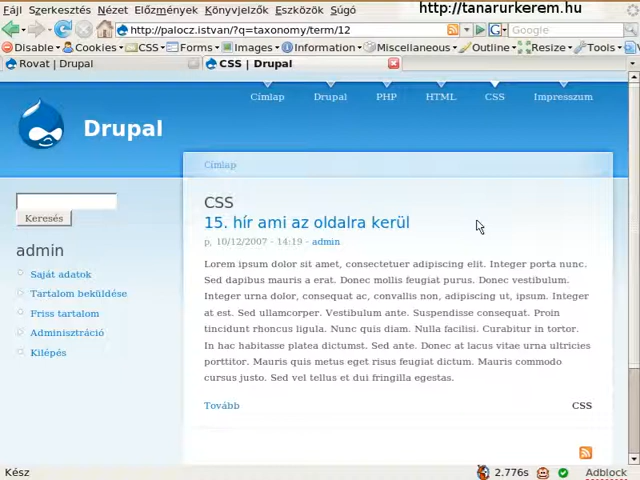 Fájl Szerkesztés Nézet Előzmények Könyvjelzők Eszközök Súgó http://tanarurkerem.hu
http://palocz.istvan/?q=taxonomy/term/12 Google
Disable Cookies CSS Forms Images Information Miscellaneous Outline Resize Tools
Rovat | Drupal CSS | Drupal
Címlap Drupal PHP HTML CSS Impresszum
Drupal
Címlap
Keresés
admin
Saját adatok
Tartalom beküldése
Friss tartalom
Adminisztráció
Kilépés
CSS
15. hír ami az oldalra kerül
p, 10/12/2007 - 14:19 - admin
Lorem ipsum dolor sit amet, consectetuer adipiscing elit. Integer porta nunc.
Sed dapibus mauris a erat. Donec mollis feugiat purus. Donec vestibulum.
Integer urna dolor, consequat ac, convallis non, adipiscing ut, ipsum. Integer
at est. Sed ullamcorper. Vestibulum ante. Suspendisse consequat. Proin
tincidunt rhoncus ligula. Nunc quis diam. Nulla facilisi. Curabitur in tortor.
In hac habitasse platea dictumst. Sed ante. Donec at lacus vitae urna ultricies
porttitor. Mauris quis metus eget risus feugiat dictum. Mauris commodo
cursus justo. Sed vel tellus et dui fringilla egestas.
Tovább CSS
Kész 2.776s Adblock